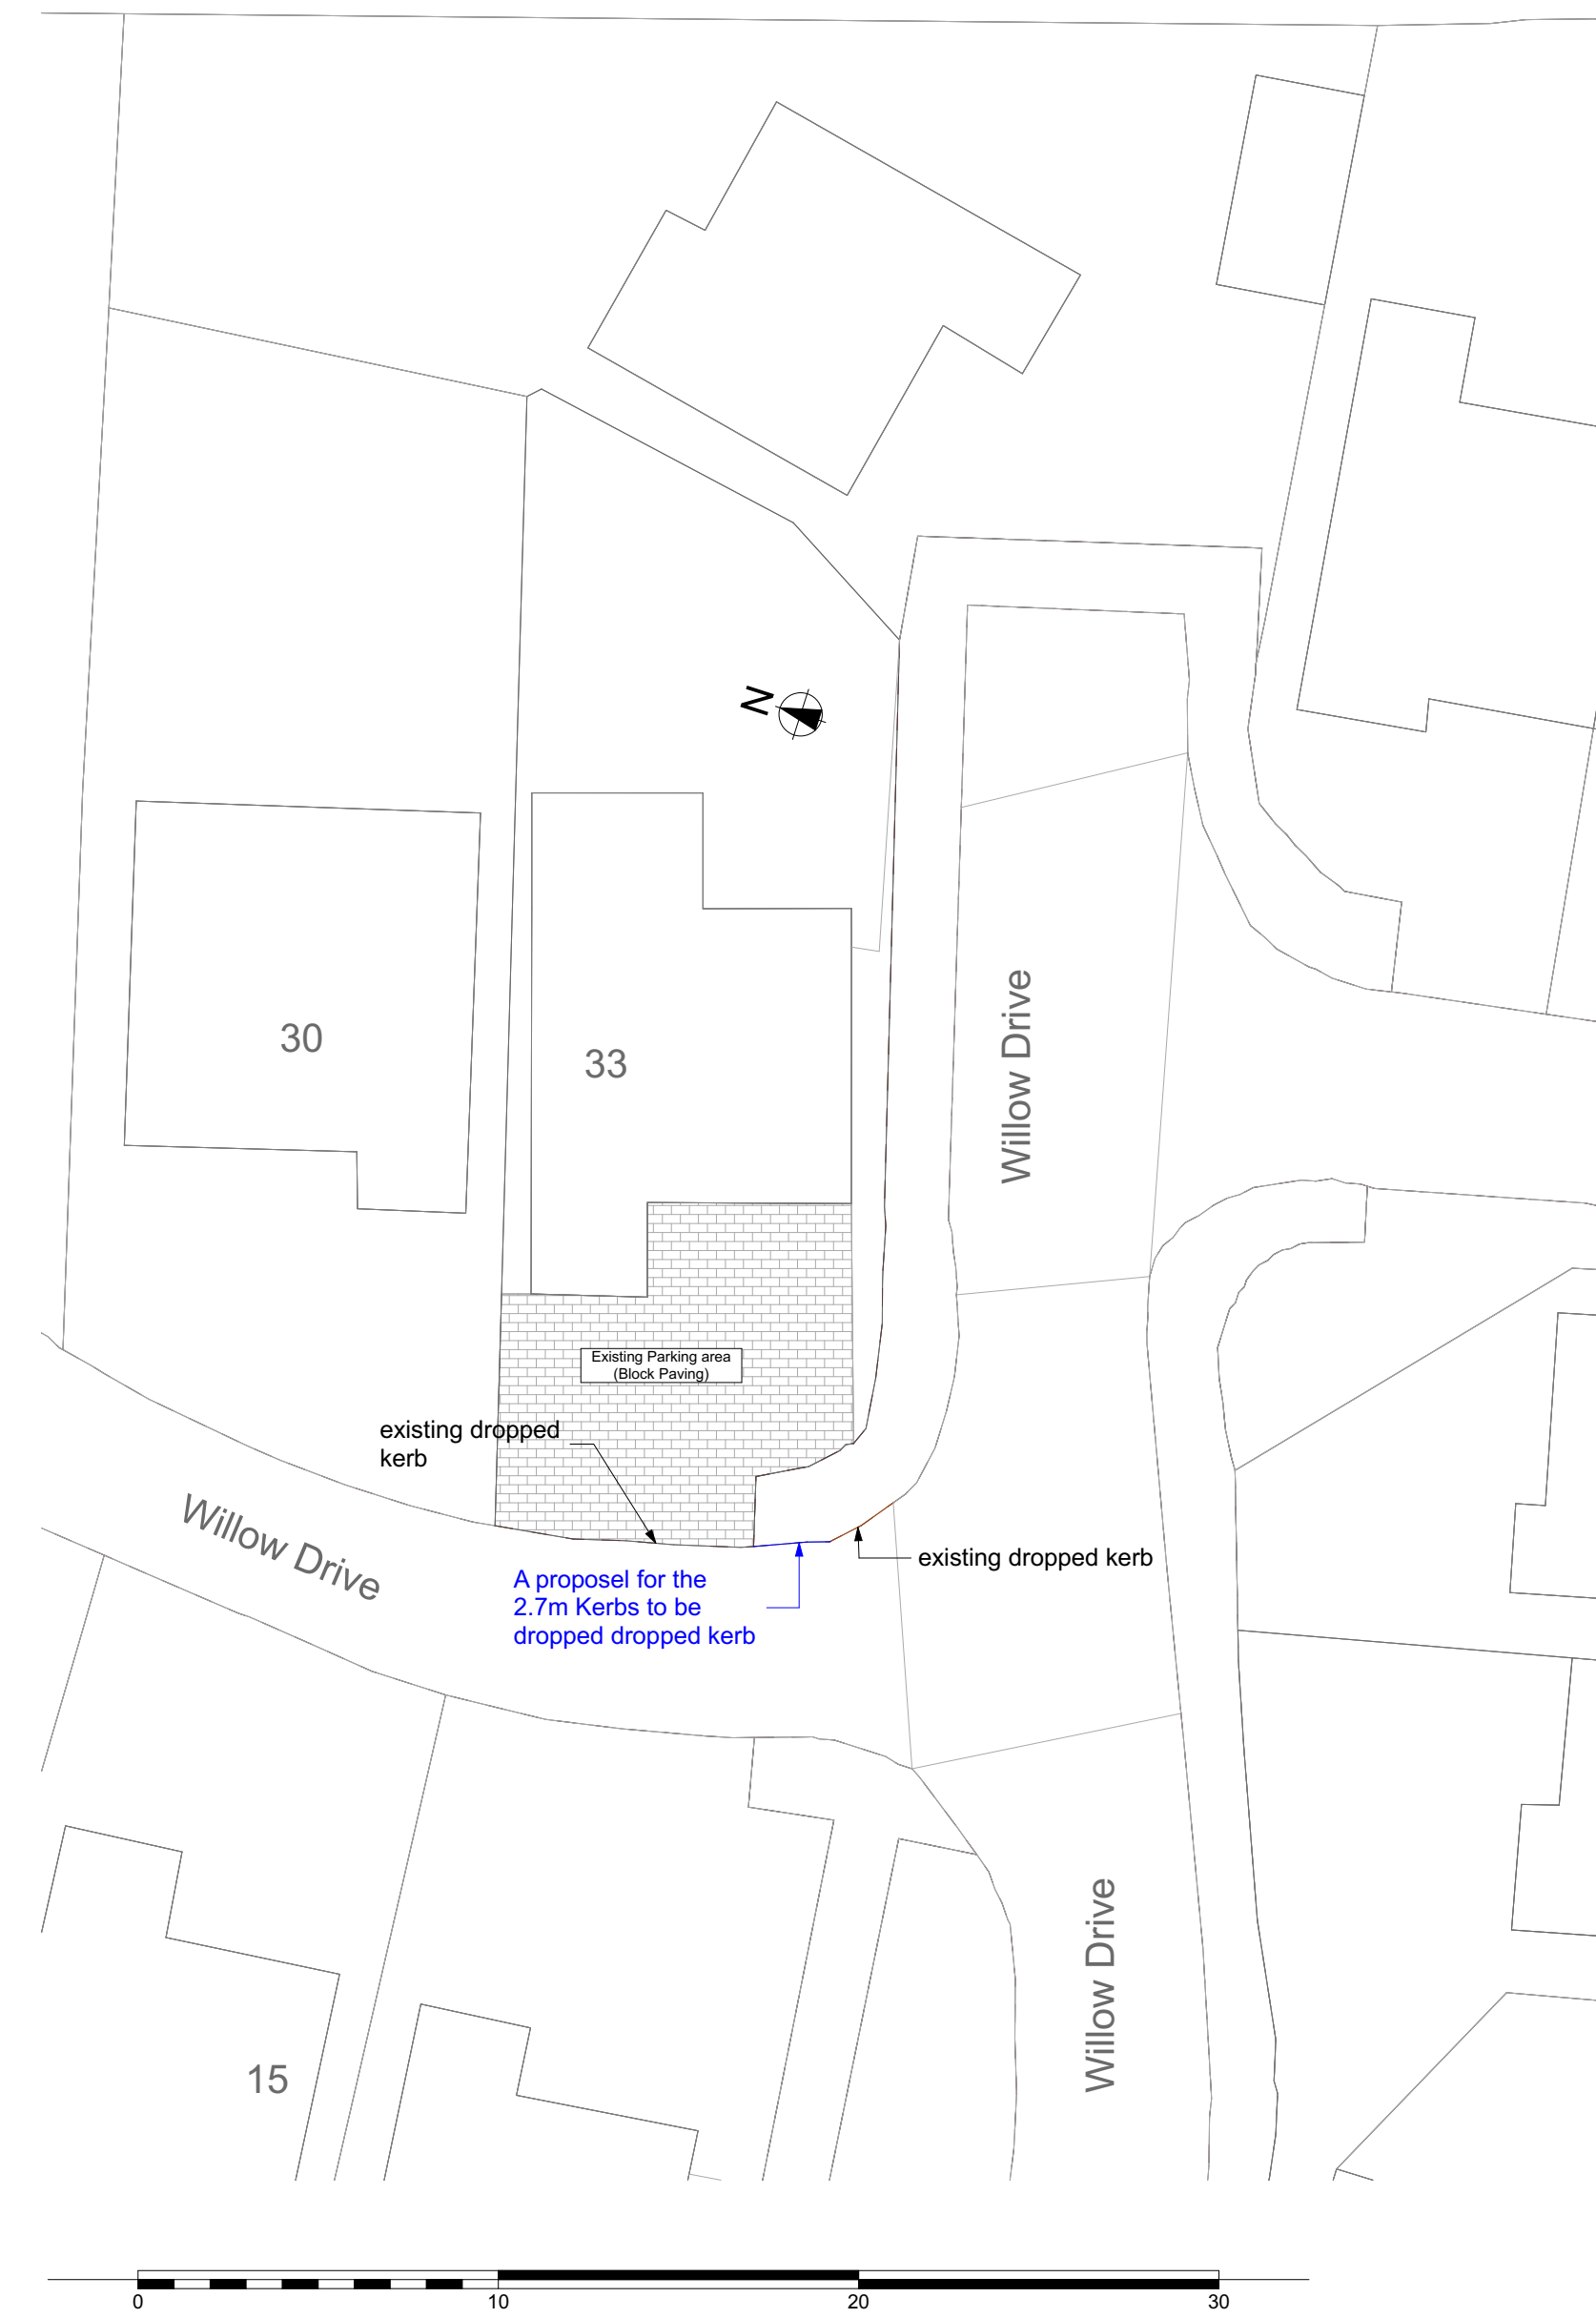 N
Willow Drive
30
33
Existing Parking area
(Block Paving)
existing dropped
kerb
Willow Drive
existing dropped kerb
A proposel for the
2.7m Kerbs to be
dropped dropped kerb
Willow Drive
15
0 10 20 30